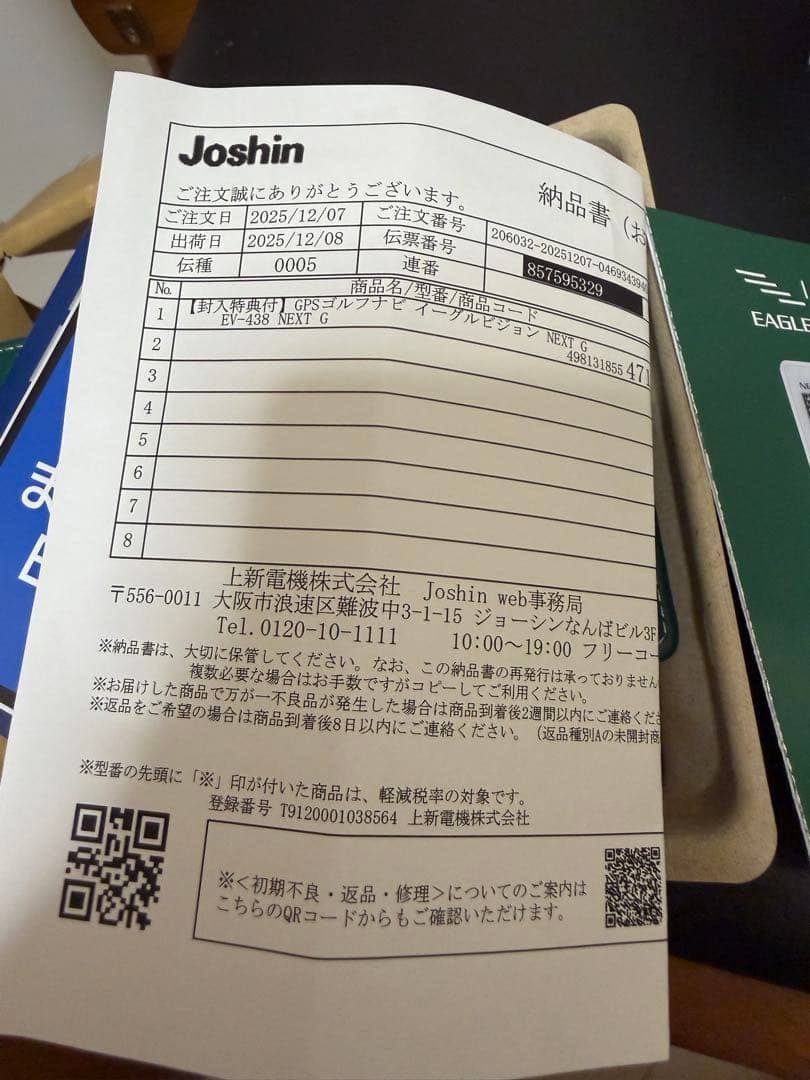 Joshin
納品書（お
ご注文誠にありがとうございます。
ご注文日 2025/12/07 ご注文番号 206032-20251207-0469343940
出荷日 2025/12/08 伝票番号 857595329
伝種 0005 連番
No. 商品名/型番/商品コード
1 【封入特典付】GPSゴルフナビ イーグルビジョン NEXT G
EV-438 NEXT G
498131855 471
2
3
4
5
6
7
8
上新電機株式会社 Joshin web事務局
〒556-0011 大阪市浪速区難波中3-1-15 ジョーシンなんばビル3F
Tel.0120-10-1111 10:00～19:00 フリーコー
※納品書は、大切に保管してください。なお、この納品書の再発行は承っておりません
複数必要な場合はお手数ですがコピーしてご利用ください。
※お届けした商品で万が一不良品が発生した場合は商品到着後2週間以内にご連絡くださ
※返品をご希望の場合は商品到着後8日以内にご連絡ください。（返品種別Aの未開封商
※型番の先頭に「※」印が付いた商品は、軽減税率の対象です。
登録番号 T9120001038564 上新電機株式会社
※＜初期不良・返品・修理＞についてのご案内は
こちらのQRコードからもご確認いただけます。
EAGLE